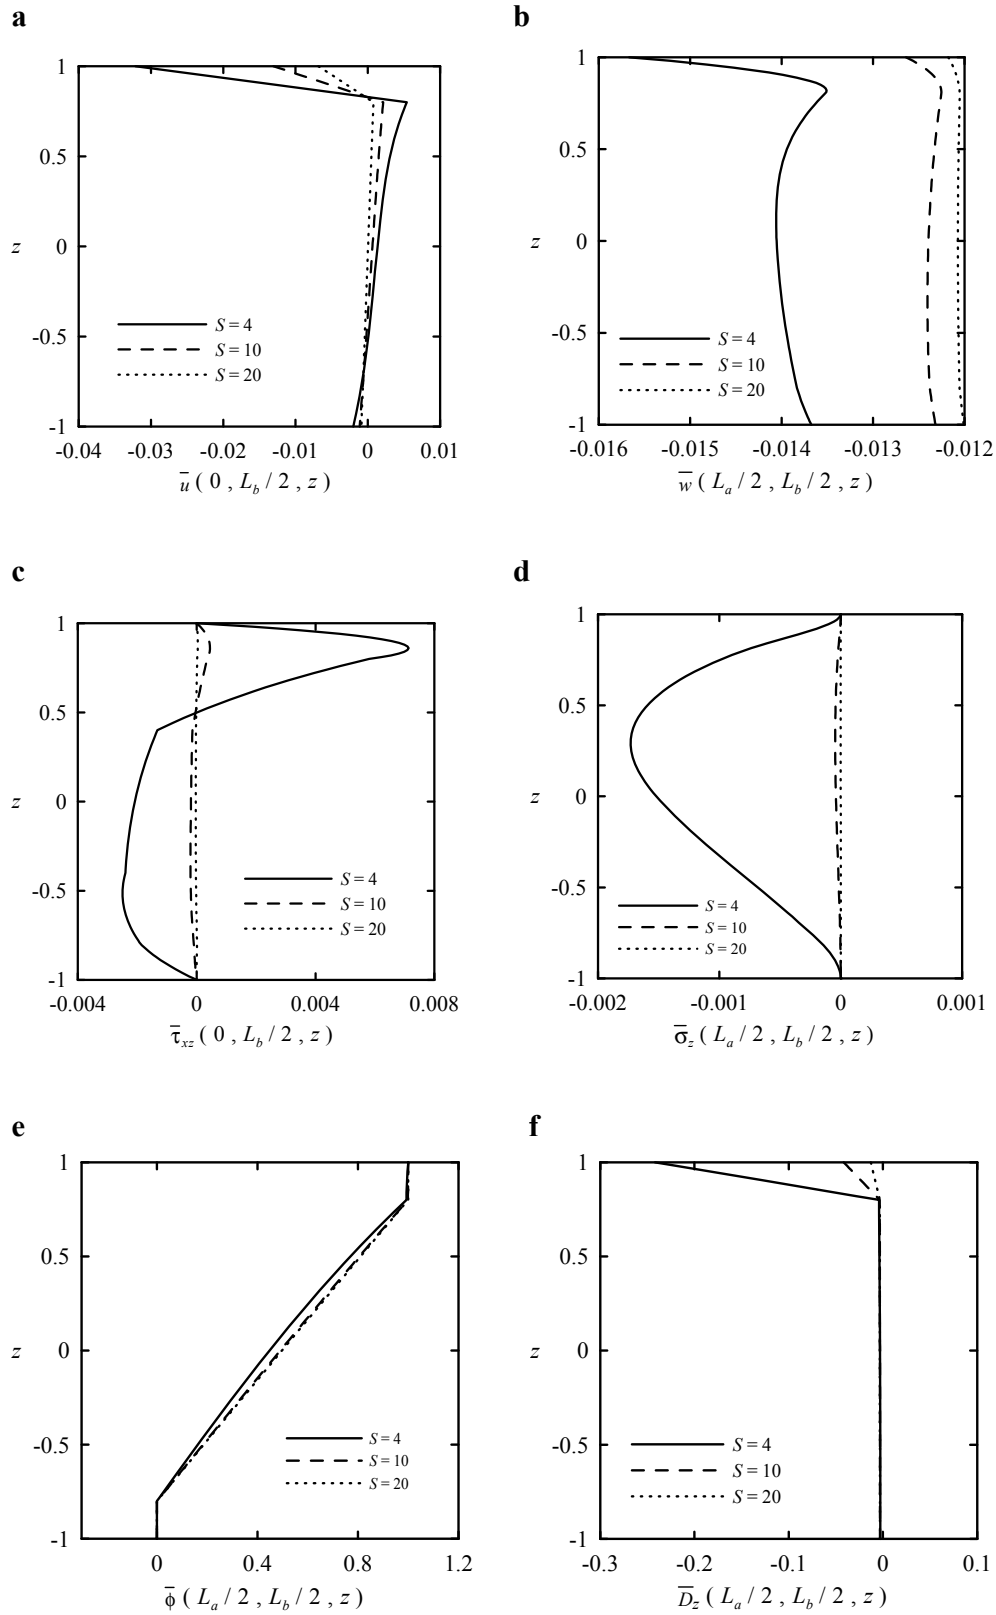 a
1
0.5
z
0
-0.5
-1
S = 4
S = 10
S = 20
-0.04 -0.03 -0.02 -0.01 0 0.01
u̅ ( 0 , L_b / 2 , z )
b
1
0.5
z
0
-0.5
-1
S = 4
S = 10
S = 20
-0.016 -0.015 -0.014 -0.013 -0.012
w̅ ( L_a / 2 , L_b / 2 , z )
c
1
0.5
z
0
-0.5
-1
S = 4
S = 10
S = 20
-0.004 0 0.004 0.008
τ̅_xz ( 0 , L_b / 2 , z )
d
1
0.5
z
0
-0.5
-1
S = 4
S = 10
S = 20
-0.002 -0.001 0 0.001
σ̅_z ( L_a / 2 , L_b / 2 , z )
e
1
0.5
z
0
-0.5
-1
S = 4
S = 10
S = 20
0 0.4 0.8 1.2
ϕ̅ ( L_a / 2 , L_b / 2 , z )
f
1
0.5
z
0
-0.5
-1
S = 4
S = 10
S = 20
-0.3 -0.2 -0.1 0 0.1
D̅_z ( L_a / 2 , L_b / 2 , z )